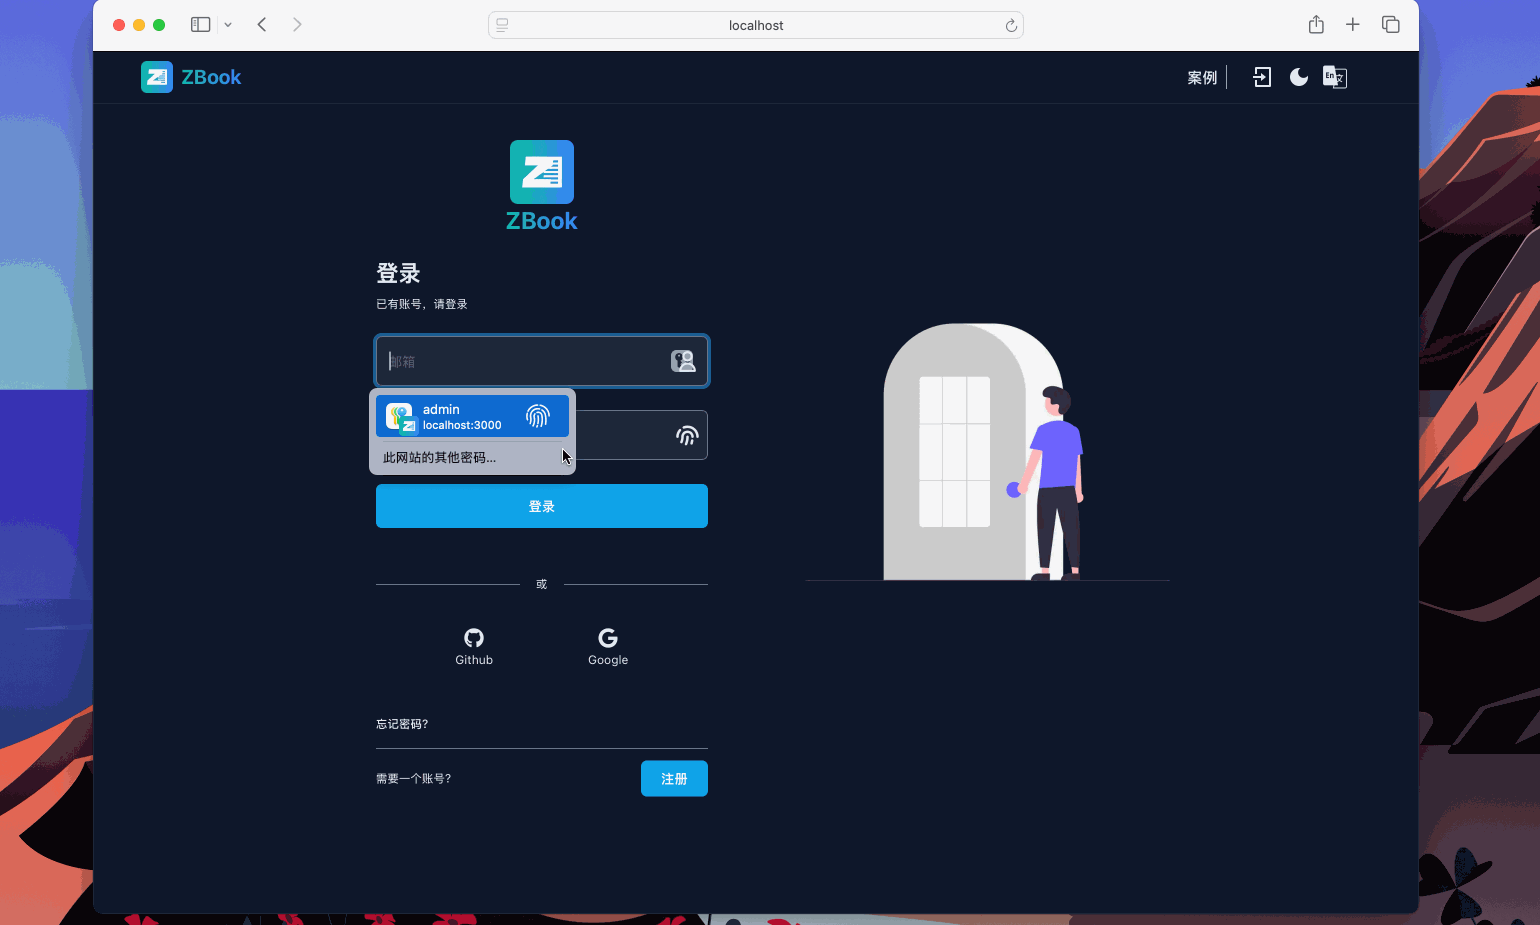 localhost
ZBook
案例
En 文
ZBook
登录
已有账号，请登录
邮箱
admin
localhost:3000
此网站的其他密码...
登录
或
Github
Google
忘记密码?
需要一个账号?
注册